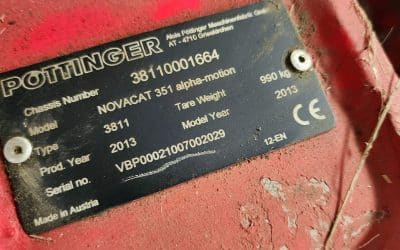 PÖTTINGER
Alois Pöttinger Maschinenfabrik GmbH
AT - 4710 Grieskirchen
Chassis Number 38110001664
Model NOVACAT 351 alpha-motion
Type 3811 Tare Weight 990 kg
Prod. Year 2013 Model Year 2013
Serial no. VBP00021007002029
Made in Austria 12-EN CE